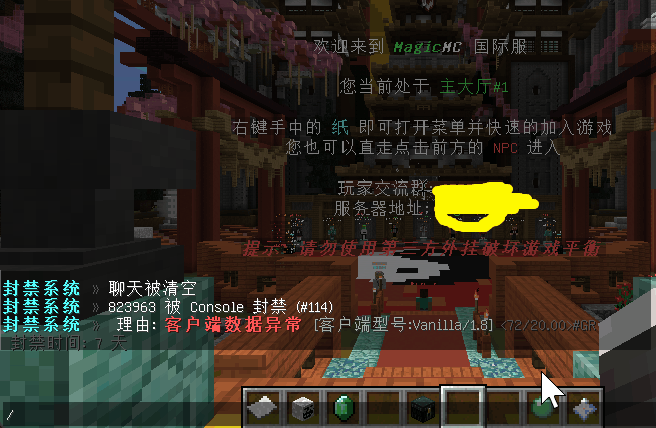 欢迎来到 MagicMC 国际服
您当前处于 主大厅#1
右键手中的 纸 即可打开菜单并快速的加入游戏
您也可以直走点击前方的 NPC 进入
玩家交流群:
服务器地址:
提示: 请勿使用第三方外挂破坏游戏平衡
封禁系统 » 聊天被清空
封禁系统 » 823963 被 Console 封禁 (#114)
封禁系统 » 理由: 客户端数据异常 [客户端型号:Vanilla/1.8] <72/20.00>#GR
封禁时间: 7 天
/